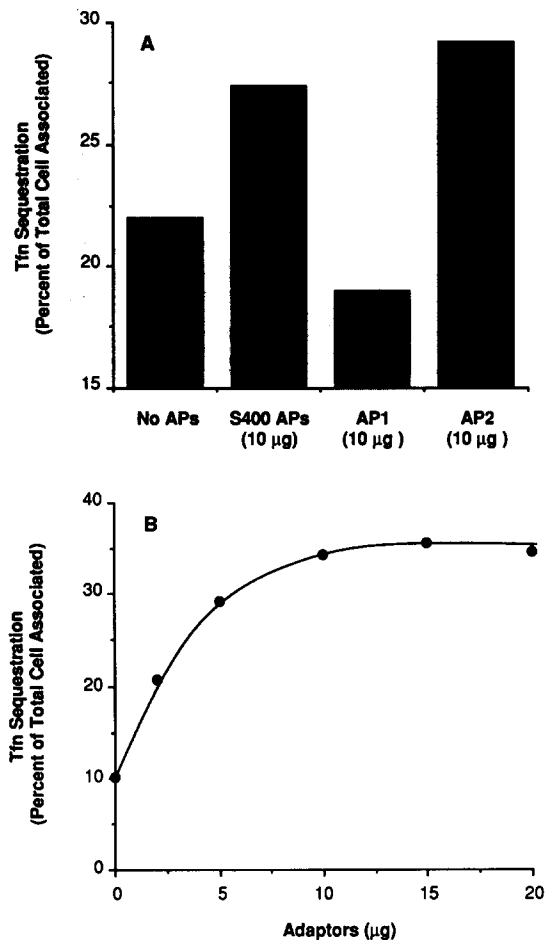 A
Tfn Sequestration
(Percent of Total Cell Associated)
30
25
20
15
No APs
S400 APs
(10 μg)
AP1
(10 μg )
AP2
(10 μg )
B
Tfn Sequestration
(Percent of Total Cell Associated)
40
30
20
10
0
0
5
10
15
20
Adaptors (μg)